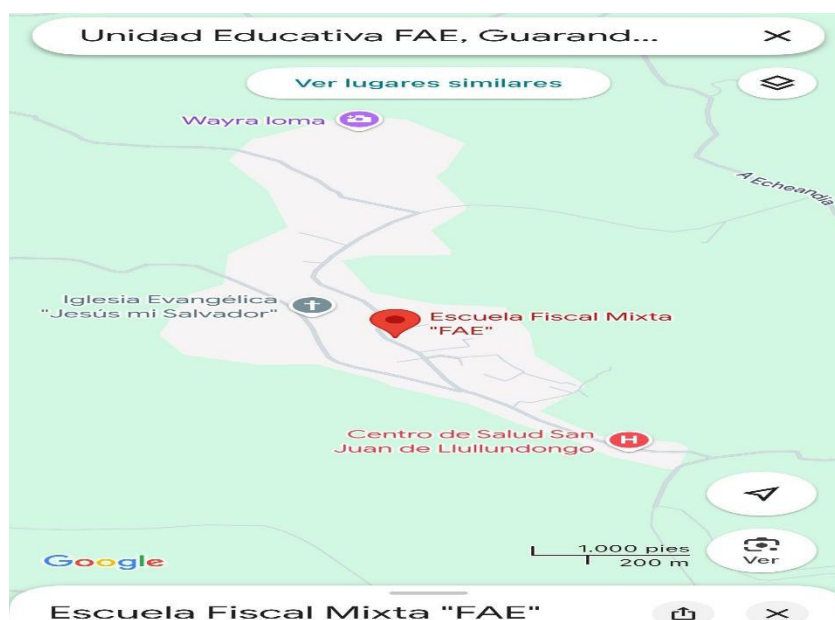 Unidad Educativa FAE, Guarand...
Ver lugares similares
Wayra loma
A Echeandia
Iglesia Evangélica
"Jesús mi Salvador"
Escuela Fiscal Mixta
"FAE"
Centro de Salud San
Juan de Llullundongo
H
1.000 pies
200 m
Ver
Google
Escuela Fiscal Mixta "FAE"